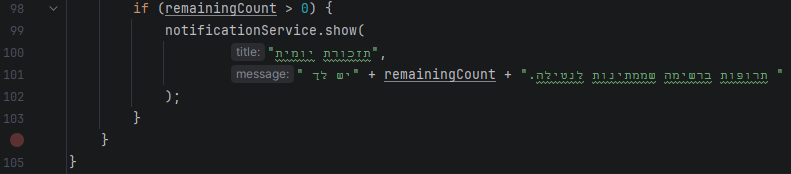 98 if (remainingCount > 0) {
99 notificationService.show(
100 title: "תזכורת יומית",
101 message: "יש לך " + remainingCount + " תרופות ברשימה שממתינות לנטילה."
102 );
103 }
}
105 }